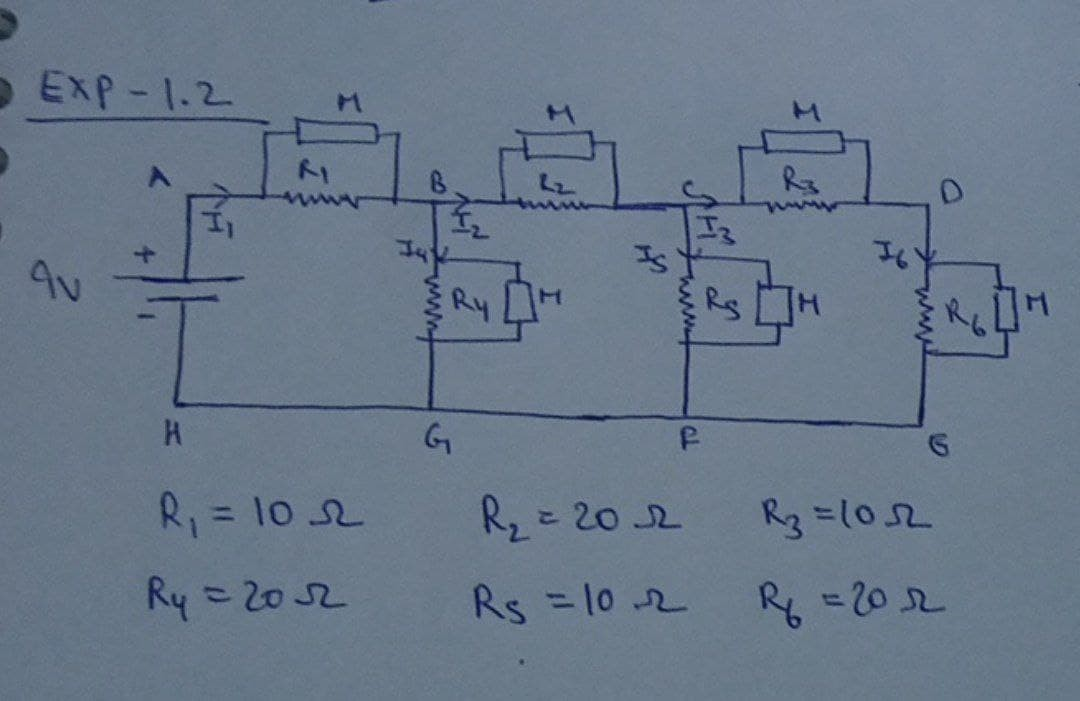 EXP - 1.2
M M M
A R1 B R2 C R3 D
I1 I2 I3
+ I4 I5 I6
9V R4 M R5 M R6 M
-
H G F E
R1 = 10 Ω R2 = 20 Ω R3 = 10 Ω
R4 = 20 Ω R5 = 10 Ω R6 = 20 Ω